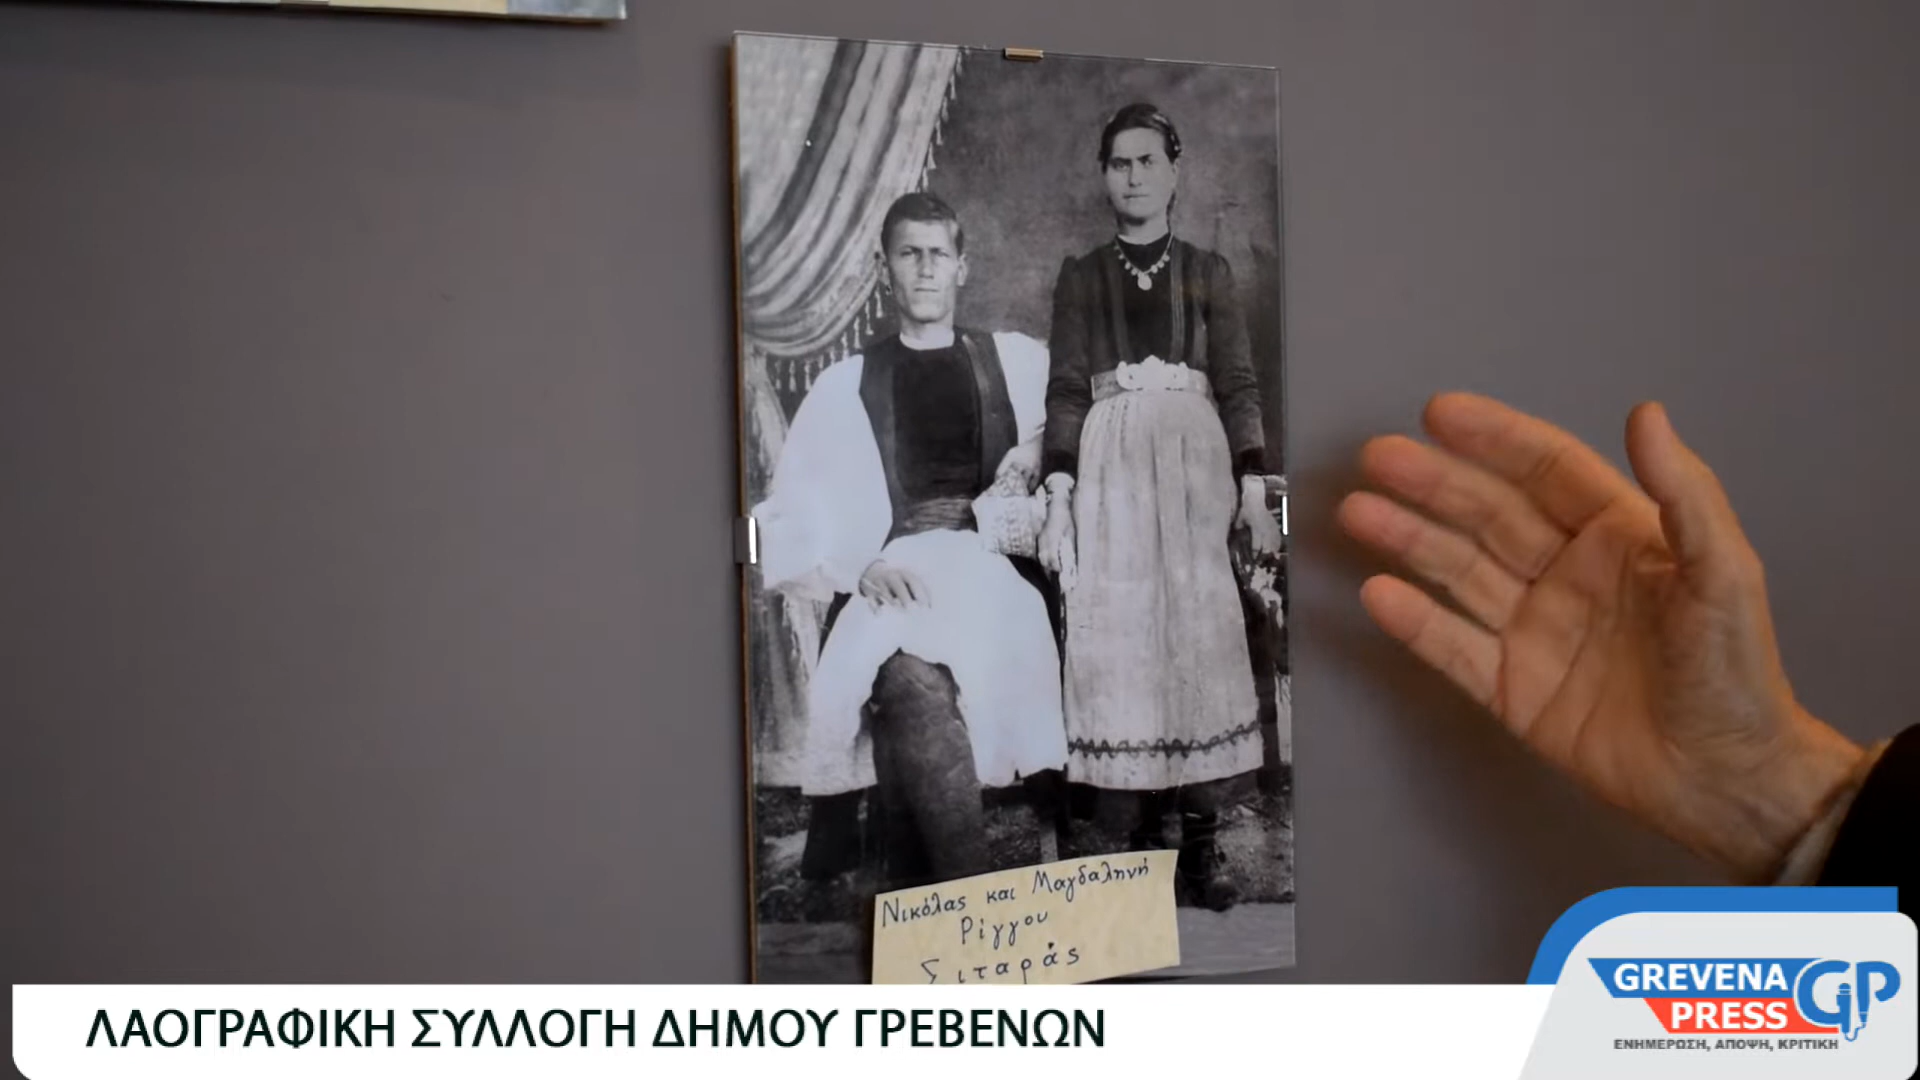 Νικόλας και Μαγδαληνή
Ρίγγου
Σιταράς
ΛΑΟΓΡΑΦΙΚΗ ΣΥΛΛΟΓΗ ΔΗΜΟΥ ΓΡΕΒΕΝΩΝ
GREVENA
PRESS
GP
ΕΝΗΜΕΡΩΣΗ, ΑΠΟΨΗ, ΚΡΙΤΙΚΗ